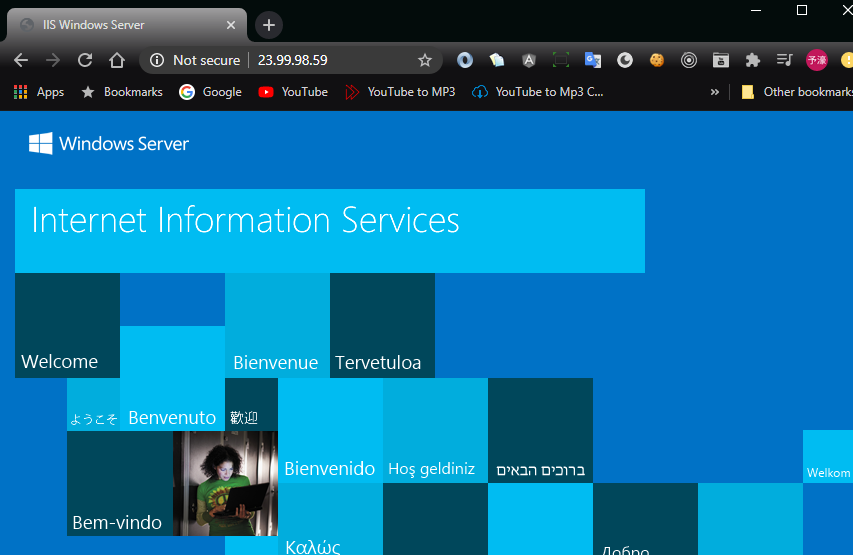 IIS Windows Server
Not secure | 23.99.98.59
予濠
Apps Bookmarks Google YouTube YouTube to MP3 YouTube to Mp3 C... » Other bookmarks
Windows Server
Internet Information Services
Welcome
Bienvenue
Tervetuloa
ようこそ
Benvenuto
歡迎
Bienvenido
Hoş geldiniz
ברוכים הבאים
Welkom
Bem-vindo
Καλώς
Добро